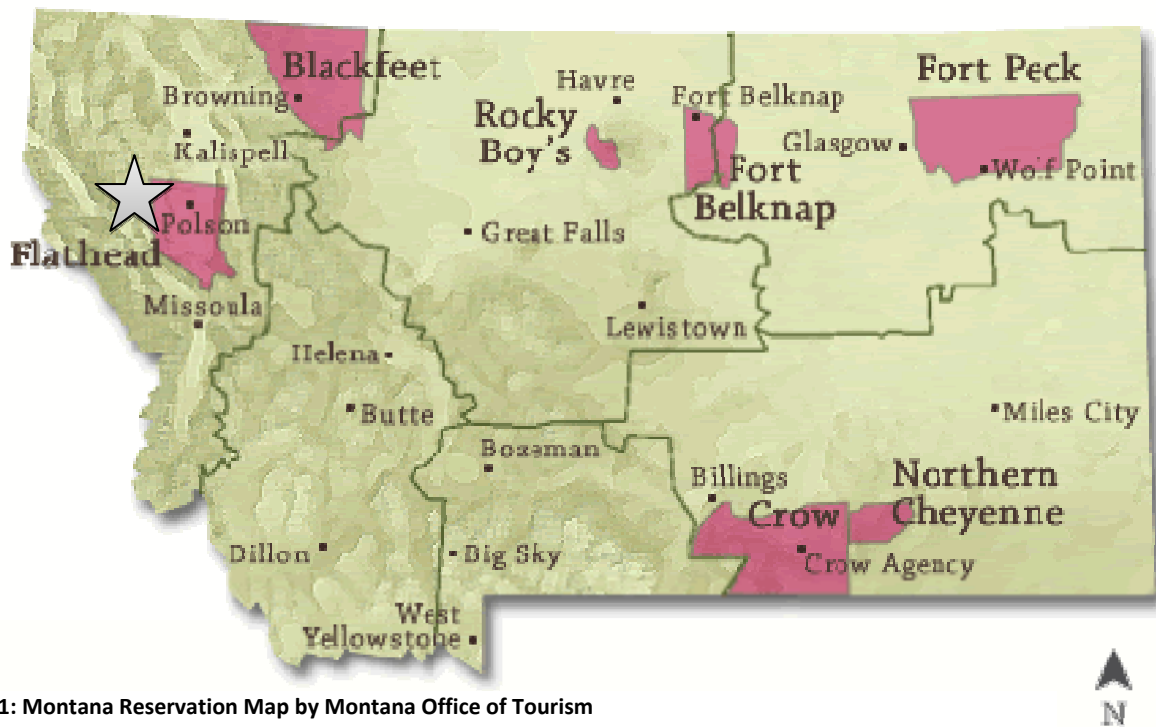 Blackfeet
Browning
Kalispell
Polson
Flathead
Missoula
Helena
Butte
Dillon
Havre
Rocky
Boy's
Great Falls
Lewistown
Fort Belknap
Fort
Belknap
Fort Peck
Glasgow
Wolf Point
Miles City
Bozeman
Big Sky
West
Yellowstone
Billings
Crow
Crow Agency
Northern
Cheyenne
N
1: Montana Reservation Map by Montana Office of Tourism